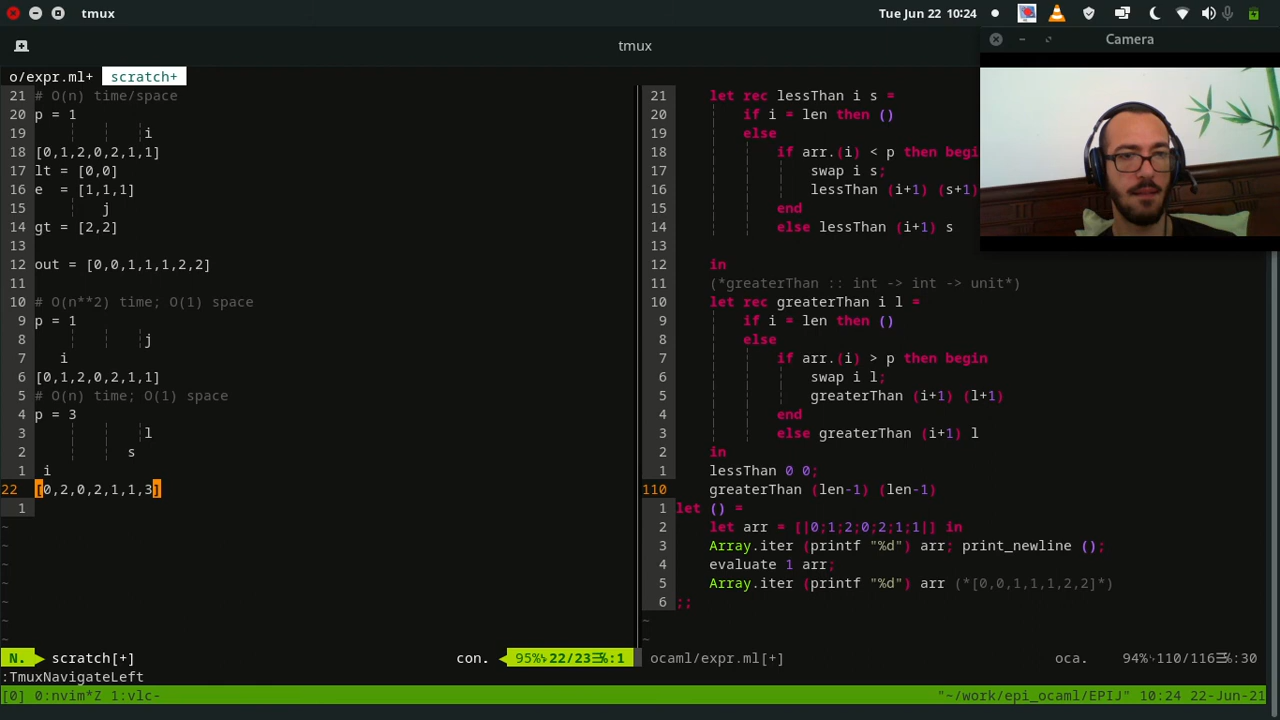 tmux
Tue Jun 22 10:24
tmux
Camera
o/expr.ml+ scratch+
21 # O(n) time/space
20 p = 1
19 i
18 [0,1,2,0,2,1,1]
17 lt = [0,0]
16 e = [1,1,1]
15 j
14 gt = [2,2]
13
12 out = [0,0,1,1,1,2,2]
11
10 # O(n**2) time; O(1) space
9 p = 1
8 j
7 i
6 [0,1,2,0,2,1,1]
5 # O(n) time; O(1) space
4 p = 3
3 l
2 s
1 i
22 [0,2,0,2,1,1,3]
1
~
~
~
~
~
~
~
21 let rec lessThan i s =
20 if i = len then ()
19 else
18 if arr.(i) < p then begi
17 swap i s;
16 lessThan (i+1) (s+1)
15 end
14 else lessThan (i+1) s
13
12 in
11 (*greaterThan :: int -> int -> unit*)
10 let rec greaterThan i l =
9 if i = len then ()
8 else
7 if arr.(i) > p then begin
6 swap i l;
5 greaterThan (i+1) (l+1)
4 end
3 else greaterThan (i+1) l
2 in
1 lessThan 0 0;
110 greaterThan (len-1) (len-1)
1 let () =
2 let arr = [|0;1;2;0;2;1;1|] in
3 Array.iter (printf "%d") arr; print_newline ();
4 evaluate 1 arr;
5 Array.iter (printf "%d") arr (*[0,0,1,1,1,2,2]*)
6 ;;
~
~
N. scratch[+] con. 95% 22/23 ℅:1
ocaml/expr.ml[+] oca. 94% 110/116 ℅:30
:TmuxNavigateLeft
[0] 0:nvim*Z 1:vlc- "~/work/epi_ocaml/EPIJ" 10:24 22-Jun-21